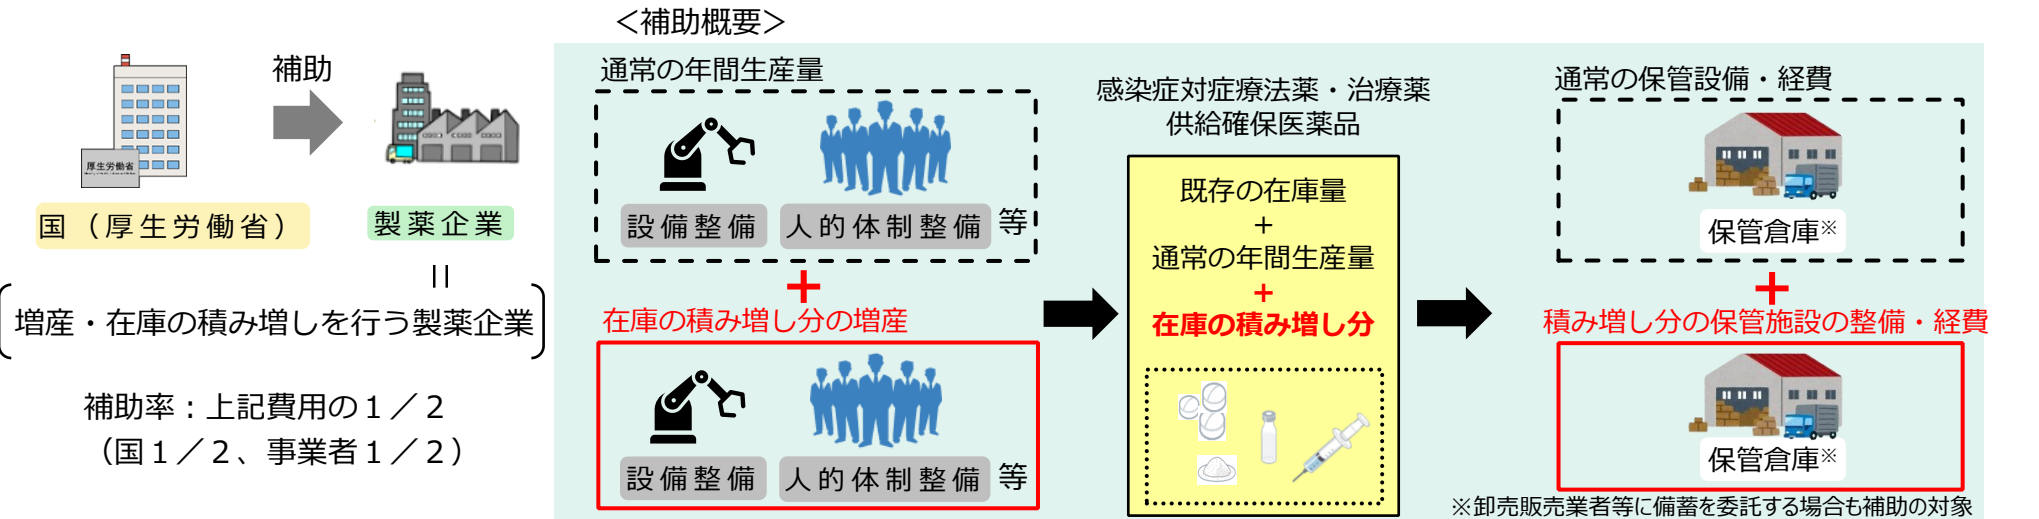 ＜補助概要＞
補助
厚生労働省
国（厚生労働省）
製薬企業
＝
増産・在庫の積み増しを行う製薬企業
補助率：上記費用の１／２
（国１／２、事業者１／２）
通常の年間生産量
設備整備
人的体制整備
等
＋
在庫の積み増し分の増産
設備整備
人的体制整備
等
感染症対症療法薬・治療薬
供給確保医薬品
既存の在庫量
＋
通常の年間生産量
＋
在庫の積み増し分
通常の保管設備・経費
保管倉庫※
＋
積み増し分の保管施設の整備・経費
保管倉庫※
※卸売販売業者等に備蓄を委託する場合も補助の対象